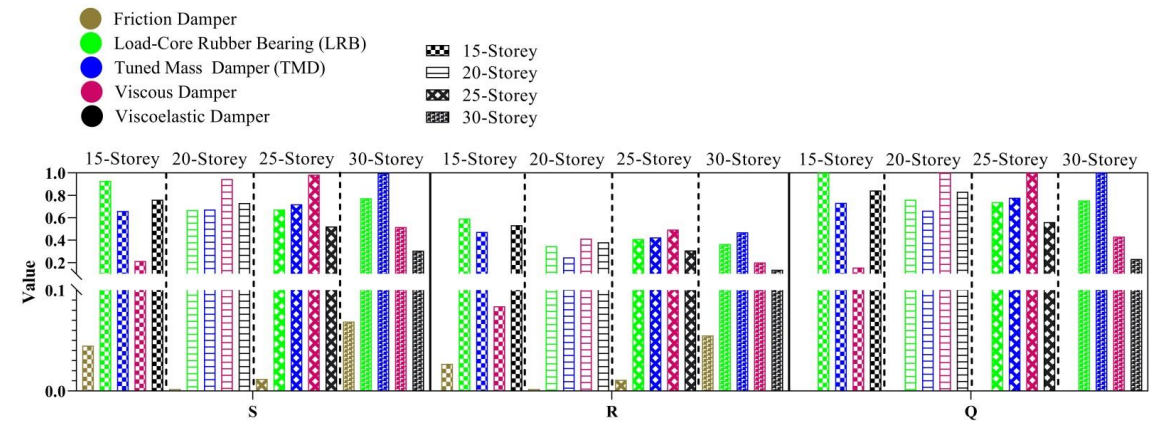 Friction Damper
Load-Core Rubber Bearing (LRB)
Tuned Mass Damper (TMD)
Viscous Damper
Viscoelastic Damper
15-Storey
20-Storey
25-Storey
30-Storey
15-Storey 20-Storey 25-Storey 30-Storey 15-Storey 20-Storey 25-Storey 30-Storey 15-Storey 20-Storey 25-Storey 30-Storey
Value
1.0
0.8
0.6
0.4
0.2
0.1
0.0
S R Q